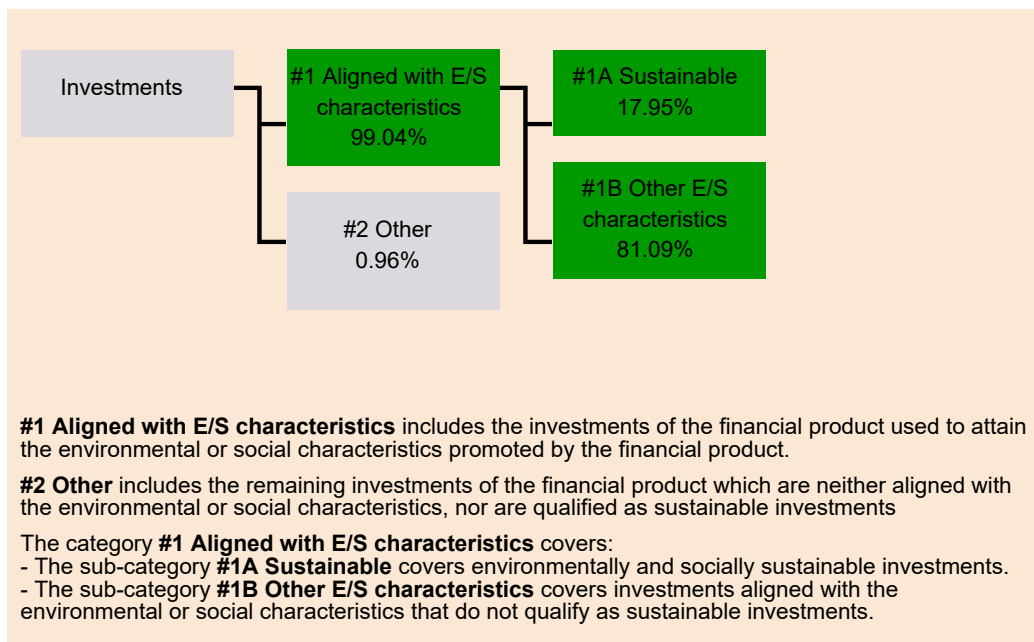 Investments
#1 Aligned with E/S
characteristics
99.04%
#1A Sustainable
17.95%
#2 Other
0.96%
#1B Other E/S
characteristics
81.09%
#1 Aligned with E/S characteristics includes the investments of the financial product used to attain
the environmental or social characteristics promoted by the financial product.
#2 Other includes the remaining investments of the financial product which are neither aligned with
the environmental or social characteristics, nor are qualified as sustainable investments
The category #1 Aligned with E/S characteristics covers:
- The sub-category #1A Sustainable covers environmentally and socially sustainable investments.
- The sub-category #1B Other E/S characteristics covers investments aligned with the
environmental or social characteristics that do not qualify as sustainable investments.